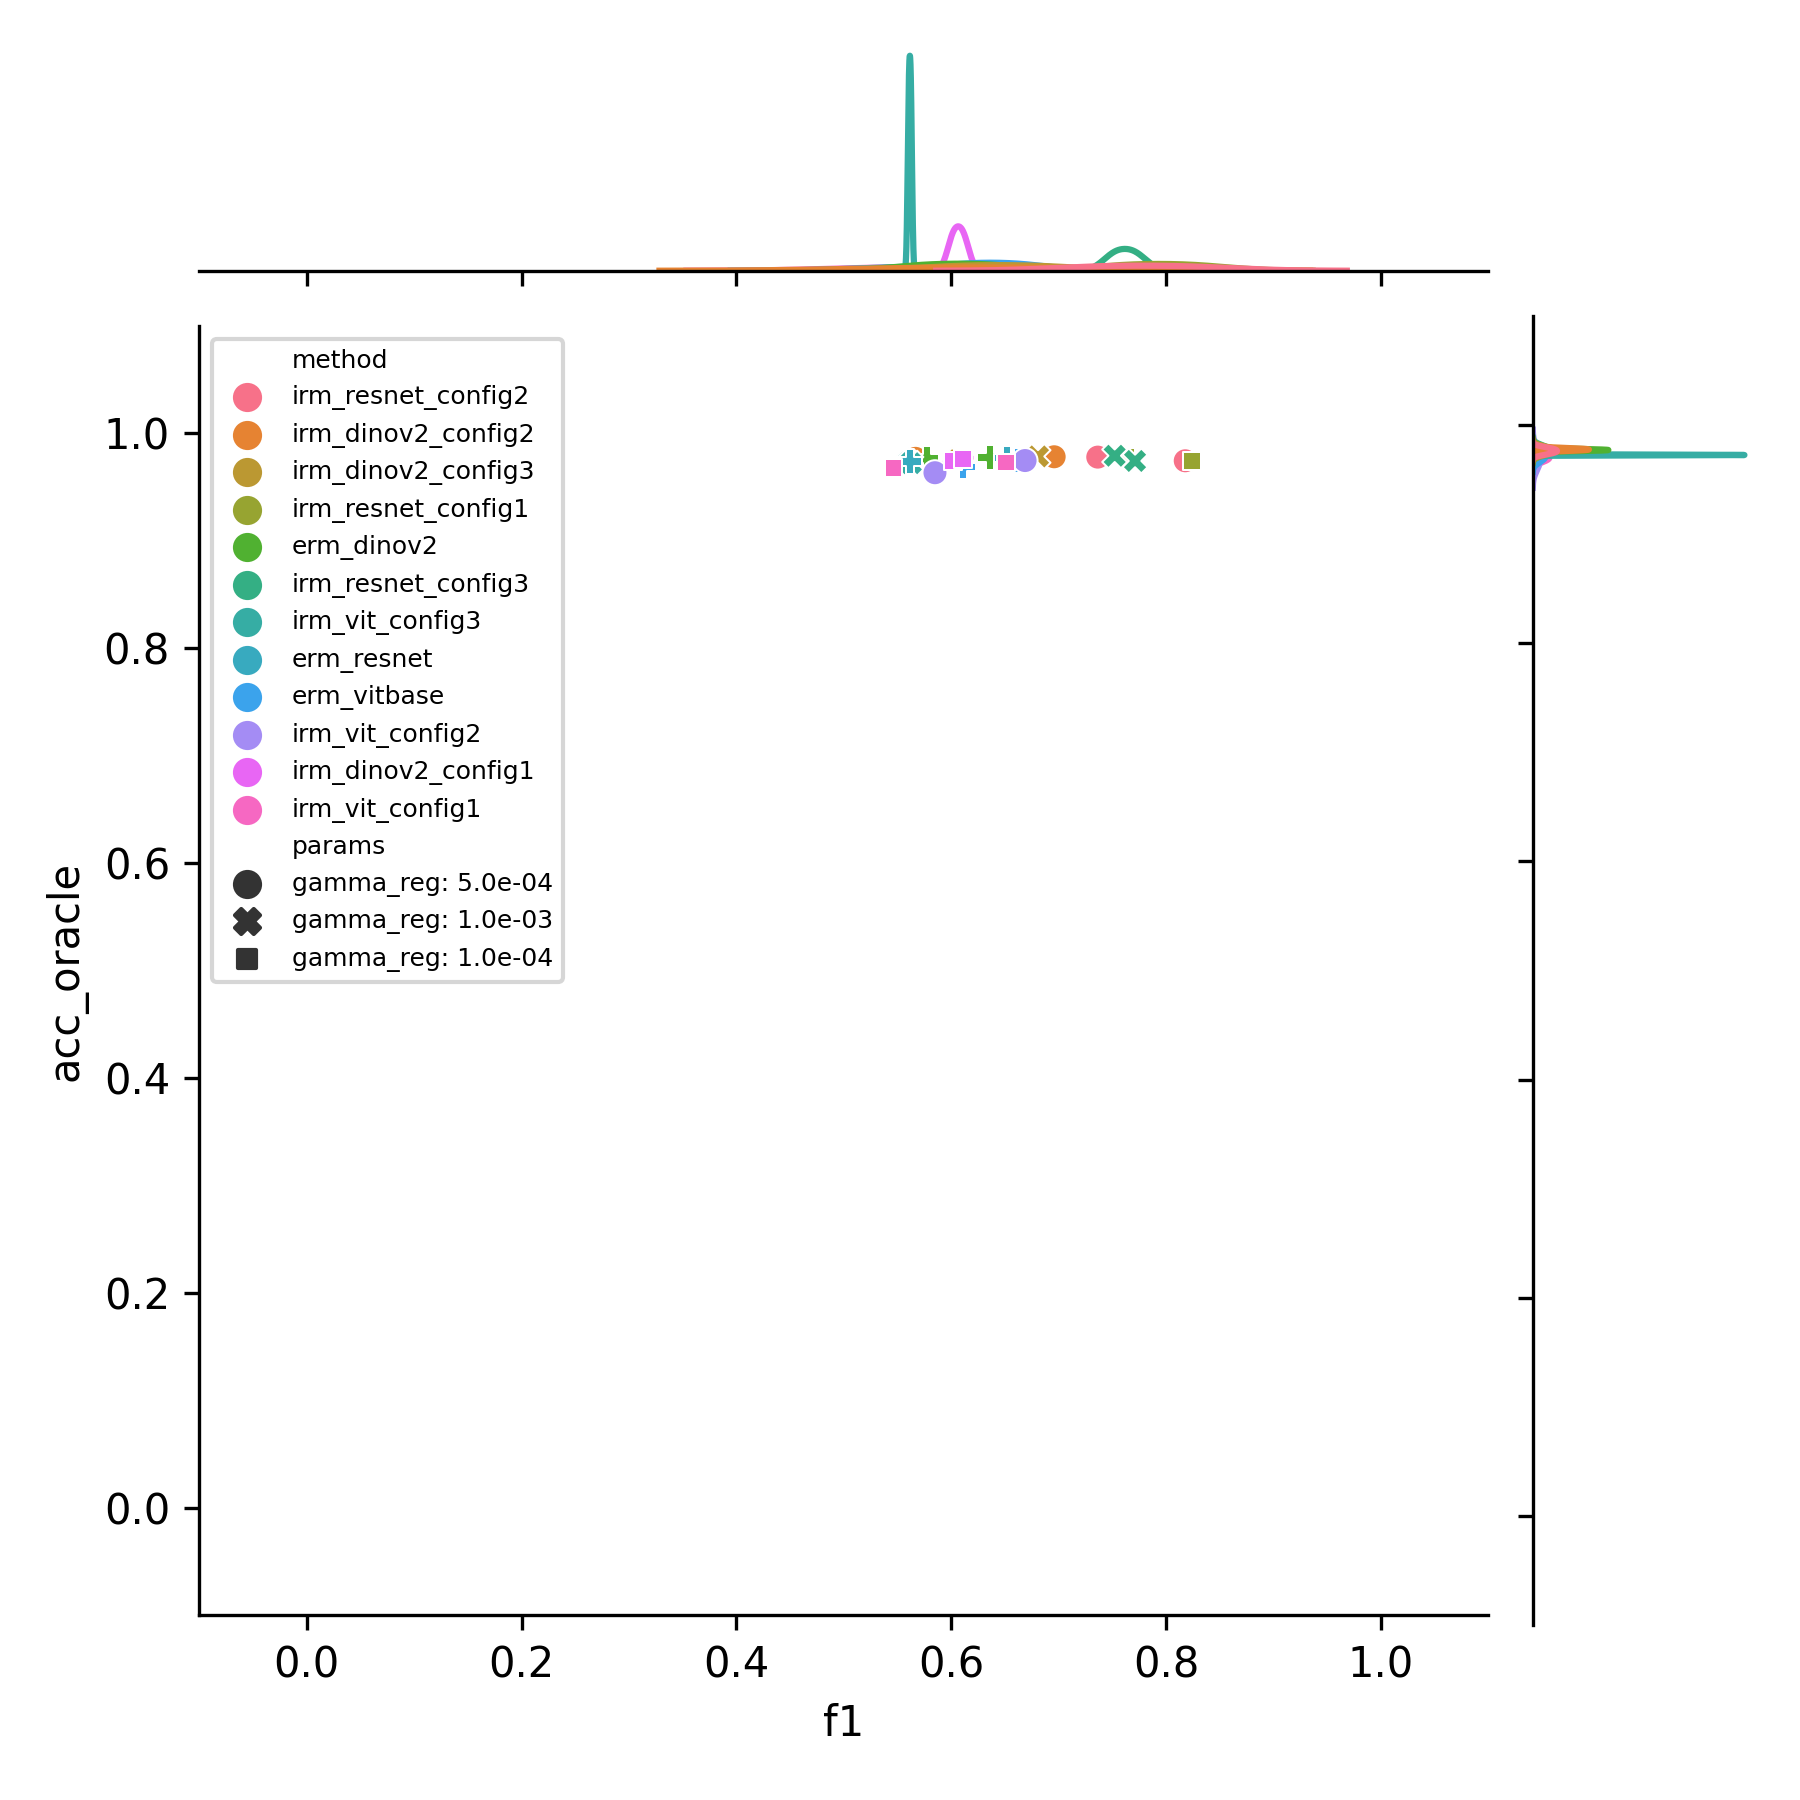 method
irm_resnet_config2
irm_dinov2_config2
irm_dinov2_config3
irm_resnet_config1
erm_dinov2
irm_resnet_config3
irm_vit_config3
erm_resnet
erm_vitbase
irm_vit_config2
irm_dinov2_config1
irm_vit_config1
params
gamma_reg: 5.0e-04
gamma_reg: 1.0e-03
gamma_reg: 1.0e-04
acc_oracle
1.0
0.8
0.6
0.4
0.2
0.0
0.0 0.2 0.4 0.6 0.8 1.0
f1